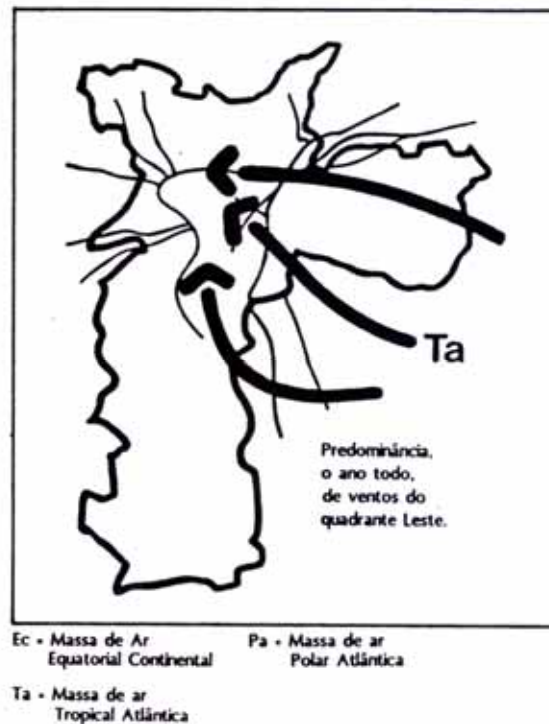 Ta
Predominância,
o ano todo,
de ventos do
quadrante Leste.
Ec - Massa de Ar
Equatorial Continental
Pa - Massa de ar
Polar Atlântica
Ta - Massa de ar
Tropical Atlântica